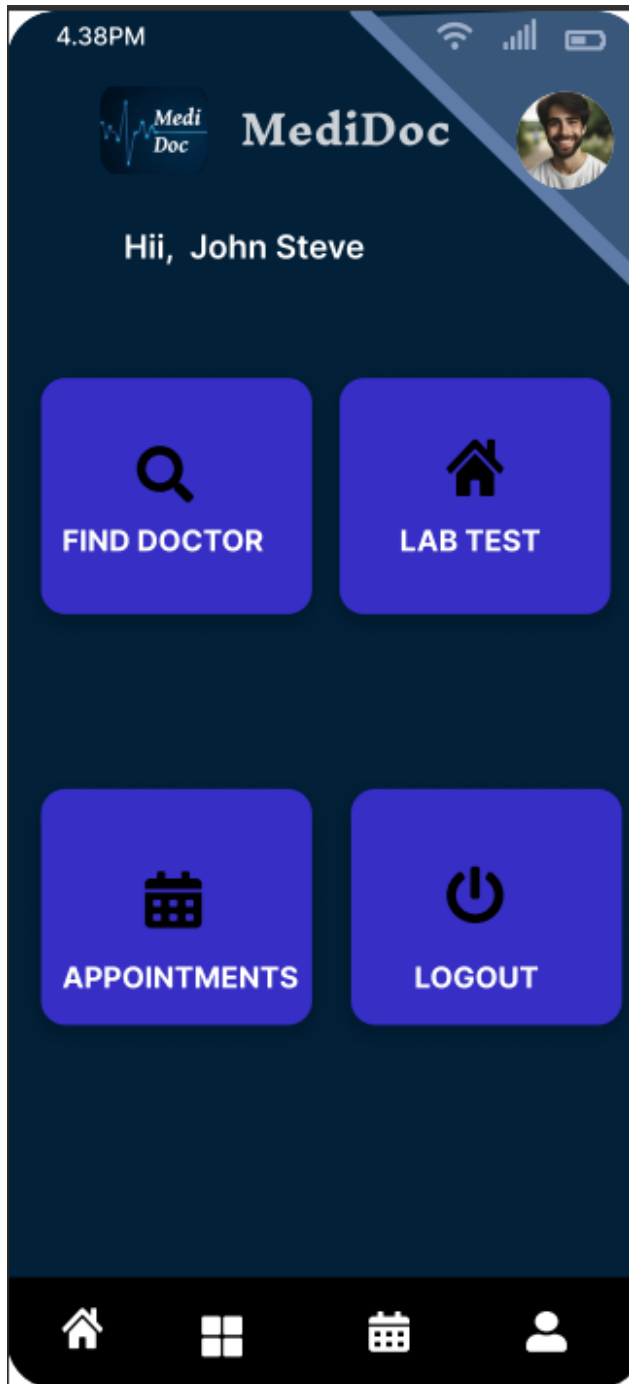 4.38PM
Medi
Doc
MediDoc
Hii, John Steve
FIND DOCTOR
LAB TEST
APPOINTMENTS
LOGOUT